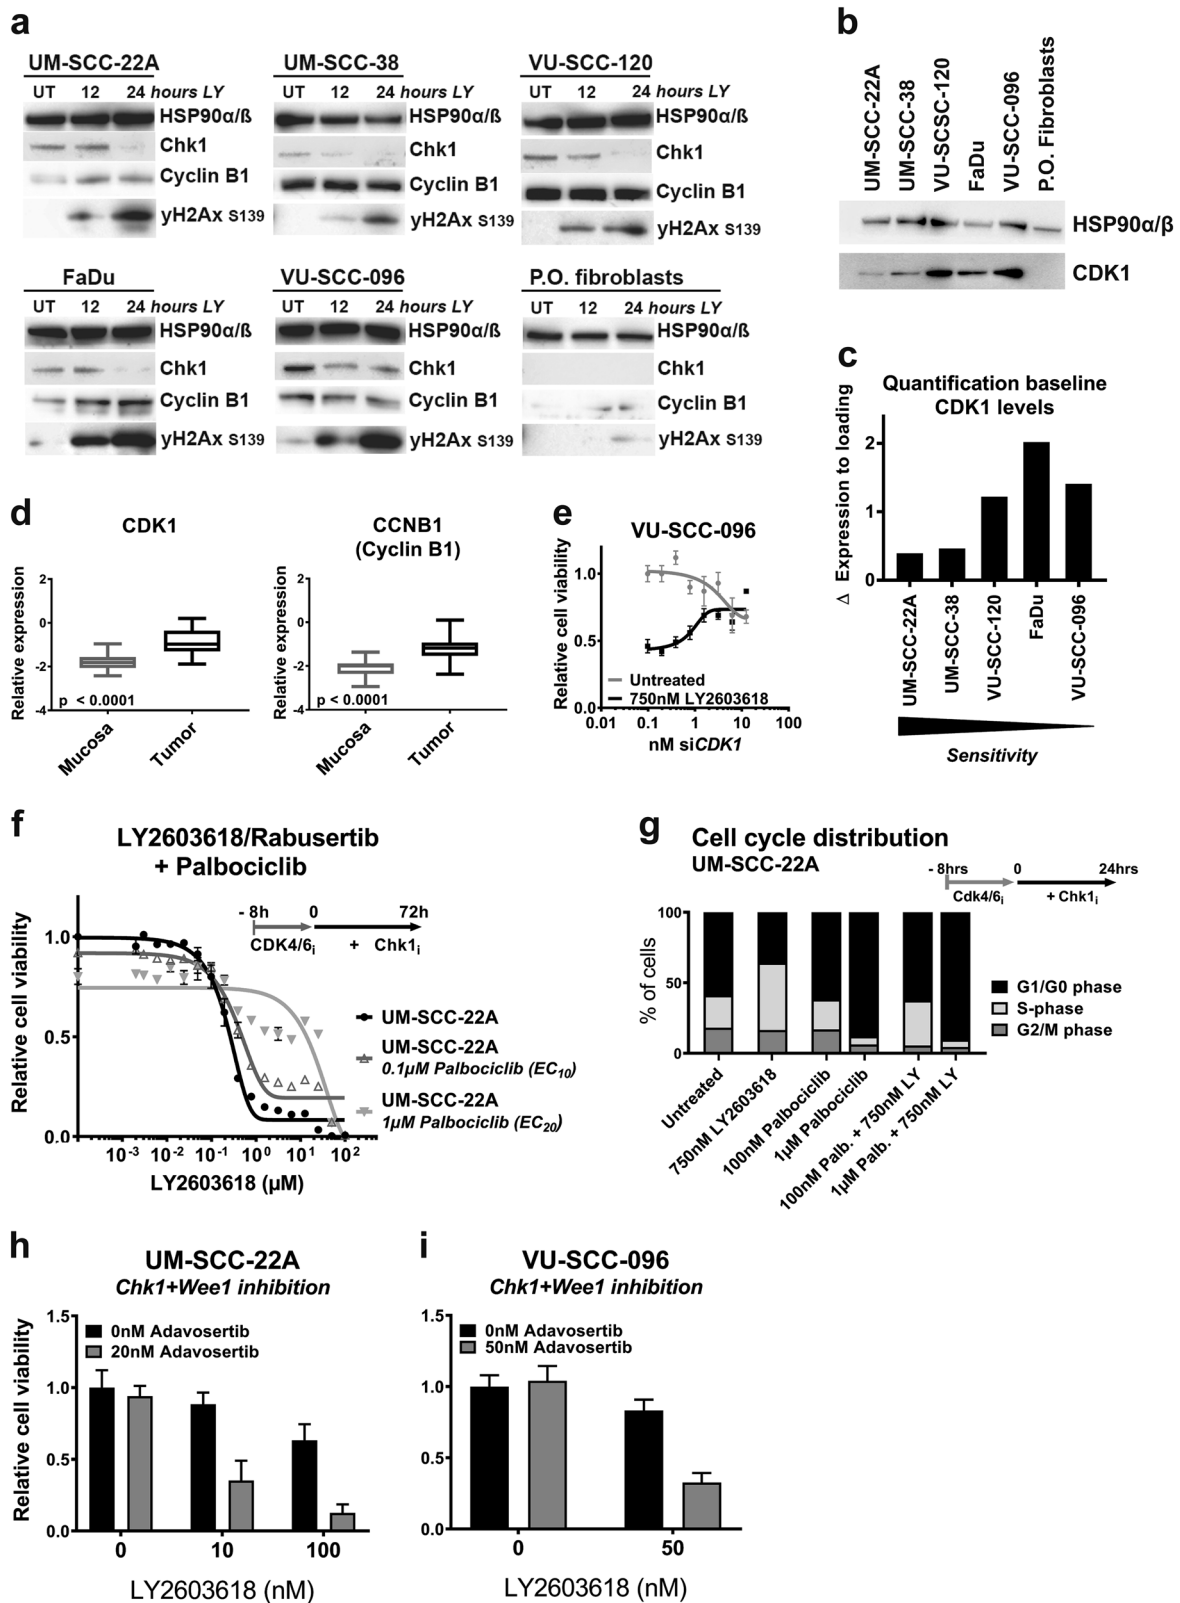 a
UM-SCC-22A
UT 12 24 hours LY
HSP90α/ß
Chk1
Cyclin B1
yH2Ax S139
UM-SCC-38
UT 12 24 hours LY
HSP90α/ß
Chk1
Cyclin B1
yH2Ax S139
VU-SCC-120
UT 12 24 hours LY
HSP90α/ß
Chk1
Cyclin B1
yH2Ax S139
FaDu
UT 12 24 hours LY
HSP90α/ß
Chk1
Cyclin B1
yH2Ax S139
VU-SCC-096
UT 12 24 hours LY
HSP90α/ß
Chk1
Cyclin B1
yH2Ax S139
P.O. fibroblasts
UT 12 24 hours LY
HSP90α/ß
Chk1
Cyclin B1
yH2Ax S139
b
UM-SCC-22A
UM-SCC-38
VU-SCSC-120
FaDu
VU-SCC-096
P.O. Fibroblasts
HSP90α/ß
CDK1
c
Quantification baseline
CDK1 levels
Δ Expression to loading
2
1
0
UM-SCC-22A
UM-SCC-38
VU-SCC-120
FaDu
VU-SCC-096
Sensitivity
d
CDK1
Relative expression
2
0
-2
-4
p < 0.0001
Mucosa
Tumor
CCNB1
(Cyclin B1)
Relative expression
2
0
-2
-4
p < 0.0001
Mucosa
Tumor
e
VU-SCC-096
Relative cell viability
1.0
0.5
0.0
Untreated
750nM LY2603618
0.01 0.1 1 10 100
nM siCDK1
f
LY2603618/Rabusertib
+ Palbociclib
- 8h 0 72h
CDK4/6i + Chk1i
Relative cell viability
1.0
0.5
0.0
UM-SCC-22A
UM-SCC-22A
0.1µM Palbociclib (EC10)
UM-SCC-22A
1µM Palbociclib (EC20)
10-3 10-2 10-1 100 101 102
LY2603618 (µM)
g
Cell cycle distribution
UM-SCC-22A
- 8hrs 0 24hrs
Cdk4/6i + Chk1i
% of cells
100
50
0
G1/G0 phase
S-phase
G2/M phase
Untreated
750nM LY2603618
100nM Palbociclib
1µM Palbociclib
100nM Palb. + 750nM LY
1µM Palb. + 750nM LY
h
UM-SCC-22A
Chk1+Wee1 inhibition
Relative cell viability
1.5
1.0
0.5
0.0
0nM Adavosertib
20nM Adavosertib
0 10 100
LY2603618 (nM)
i
VU-SCC-096
Chk1+Wee1 inhibition
1.5
1.0
0.5
0.0
0nM Adavosertib
50nM Adavosertib
0 50
LY2603618 (nM)